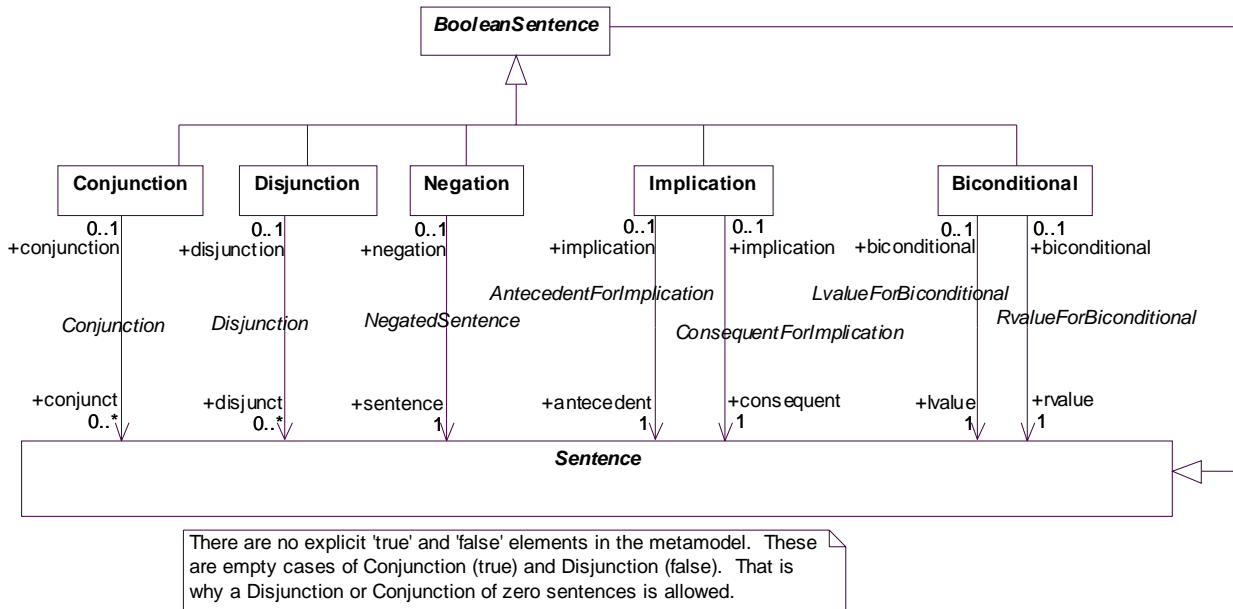 BooleanSentence
Conjunction
Disjunction
Negation
Implication
Biconditional
0..1
0..1
0..1
0..1
0..1
0..1
0..1
+conjunction
+disjunction
+negation
+implication
+implication
+biconditional
+biconditional
AntecedentForImplication
LvalueForBiconditional
Conjunction
Disjunction
NegatedSentence
ConsequentForImplication
RvalueForBiconditional
+conjunct
+disjunct
+sentence
+antecedent
+consequent
+lvalue
+rvalue
0..*
0..*
1
1
1
1
1
Sentence
There are no explicit 'true' and 'false' elements in the metamodel. These
are empty cases of Conjunction (true) and Disjunction (false). That is
why a Disjunction or Conjunction of zero sentences is allowed.